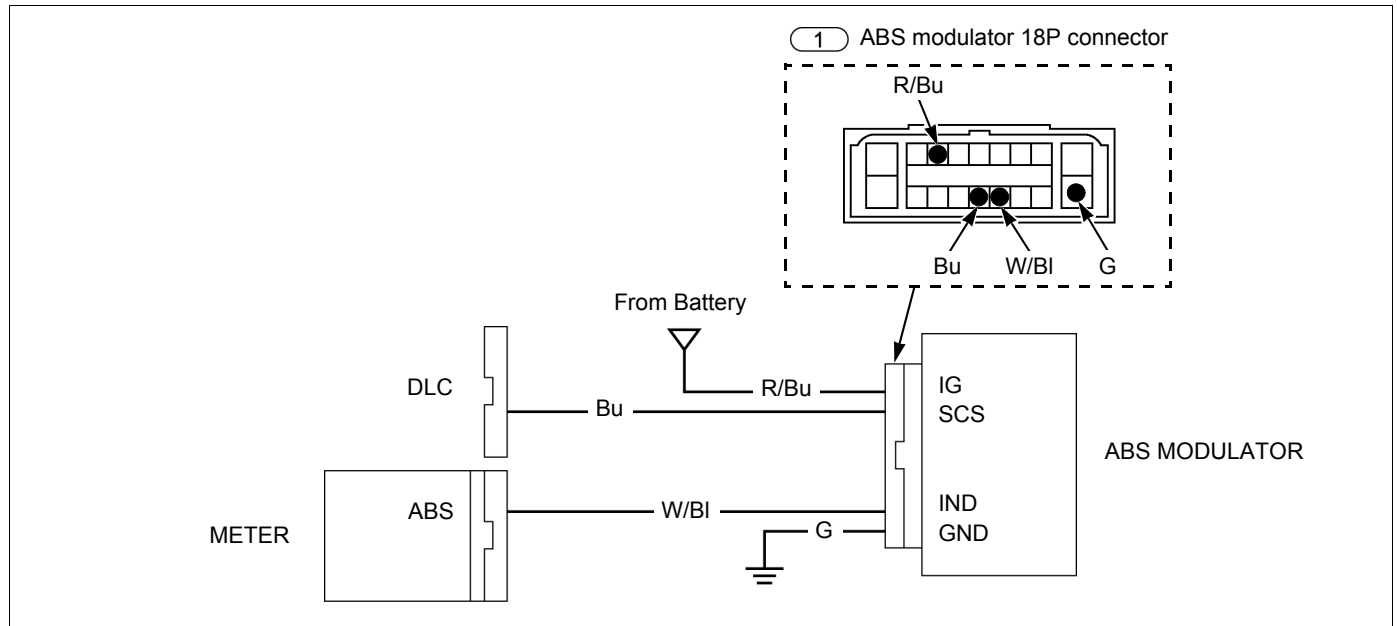 1 ABS modulator 18P connector
R/Bu
Bu W/Bl G
From Battery
DLC
R/Bu
Bu
IG
SCS
ABS MODULATOR
METER
ABS
W/Bl
G
IND
GND